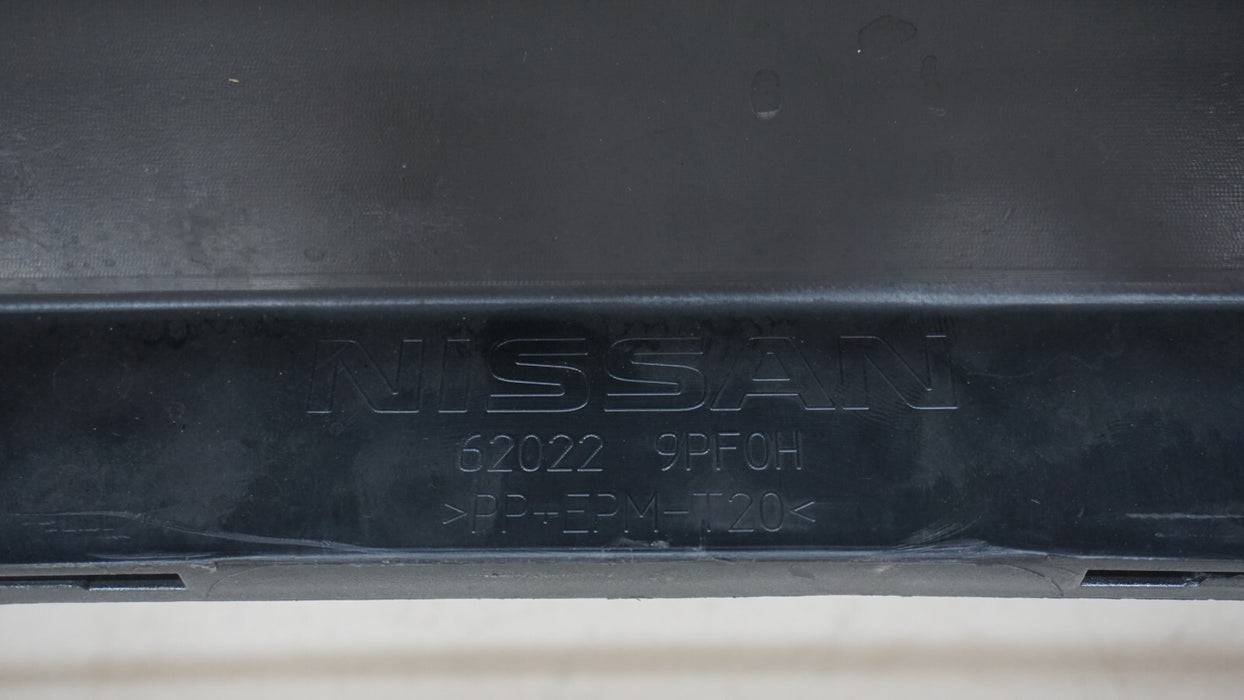 NISSAN
62022 9PF0H
>PP+EPM-T20<